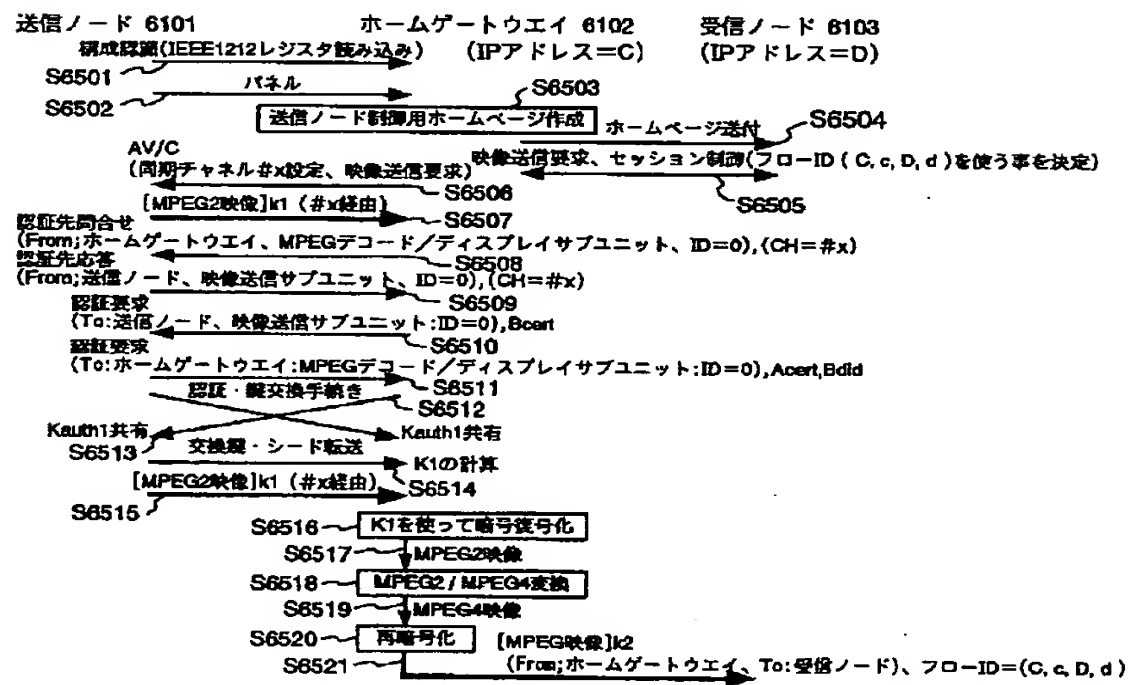 送信ノード 6101 ホームゲートウエイ 6102 受信ノード 6103
構成認識(IEEE1212レジスタ読み込み) (IPアドレス=C) (IPアドレス=D)
S6501
パネル
S6502
S6503
送信ノード制御用ホームページ作成
ホームページ送付
S6504
AV/C
映像送信要求、セッション制御(フローID ( C, c, D, d )を使う事を決定)
(同期チャネル#x設定、映像送信要求)
S6506
S6505
[MPEG2映像]k1 (#x経由)
S6507
認証先問合せ
(From;ホームゲートウエイ、MPEGデコード/ディスプレイサブユニット、ID=0),(CH=#x)
S6508
認証先応答
(From;送信ノード、映像送信サブユニット、ID=0),(CH=#x)
S6509
認証要求
(To:送信ノード、映像送信サブユニット:ID=0),Bcert
S6510
認証要求
(To:ホームゲートウエイ:MPEGデコード/ディスプレイサブユニット:ID=0),Acert,Bdid
S6511
認証・鍵交換手続き
S6512
Kauth1共有 Kauth1共有
S6513
交換鍵・シード転送
K1の計算
S6514
[MPEG2映像]k1 (#x経由)
S6515
S6516 K1を使って暗号復号化
S6517 MPEG2映像
S6518 MPEG2 / MPEG4変換
S6519 MPEG4映像
S6520 再暗号化 [MPEG映像]k2
S6521 (From;ホームゲートウエイ、To:受信ノード)、フローID=(C, c, D, d )